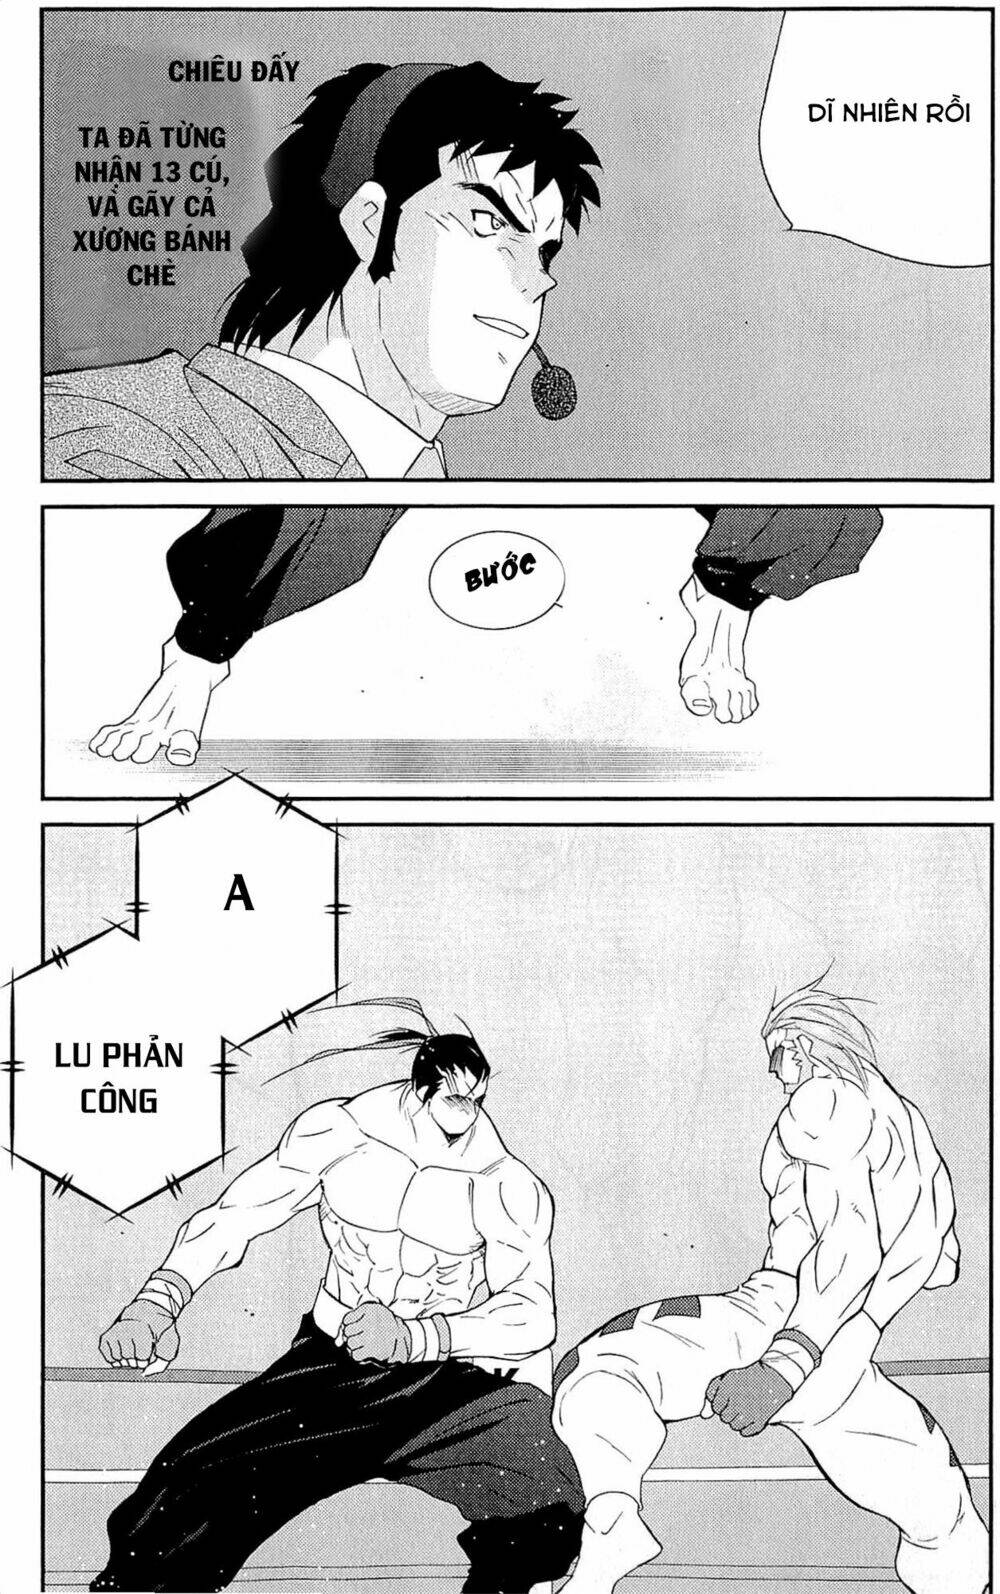 DĨ NHIÊN RỒI
CHIÊU ĐẤY
TA ĐÃ TỪNG
NHẬN 13 CÚ,
VÀ GÃY CẢ
XƯƠNG BÁNH
CHÈ
BƯỚC
A
LU PHẢN
CÔNG